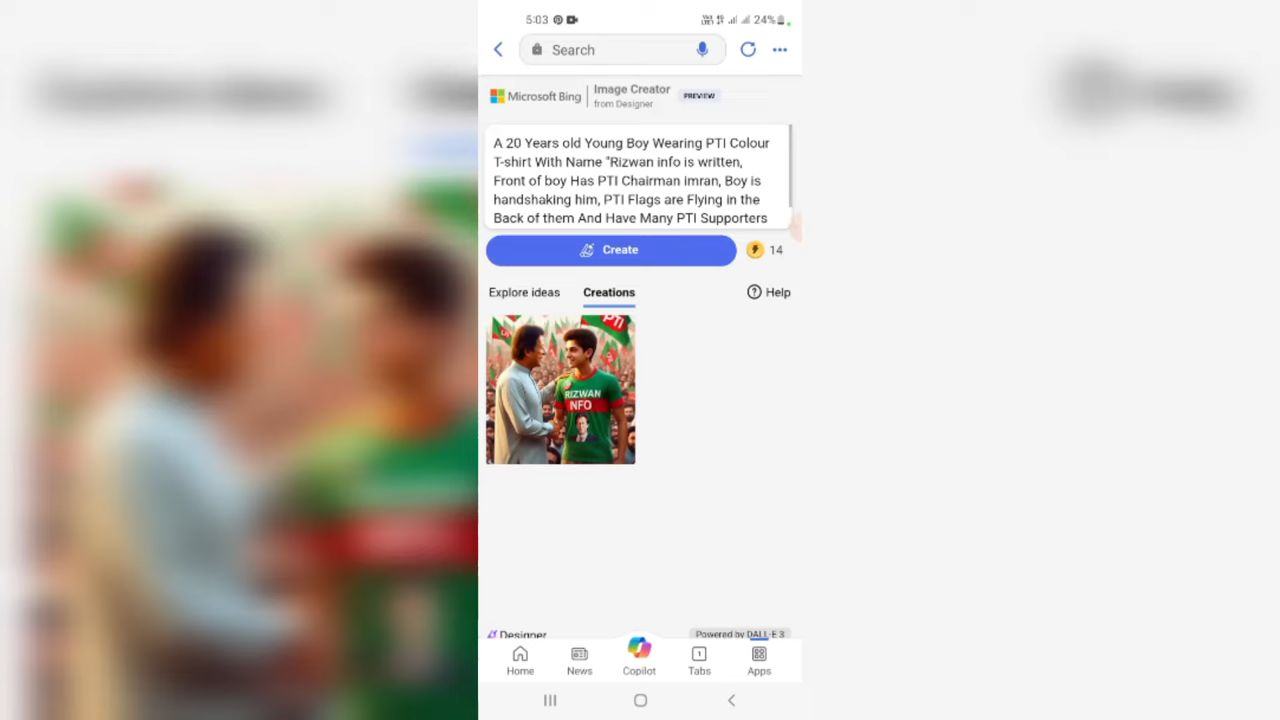 5:03
24%
Search
Microsoft Bing
Image Creator
from Designer
PREVIEW
A 20 Years old Young Boy Wearing PTI Colour
T-shirt With Name "Rizwan info is written,
Front of boy Has PTI Chairman imran, Boy is
handshaking him, PTI Flags are Flying in the
Back of them And Have Many PTI Supporters
Create
14
Explore ideas
Creations
Help
PTI
RIZWAN
INFO
Designer
Powered by DALL·E 3
1
Home
News
Copilot
Tabs
Apps